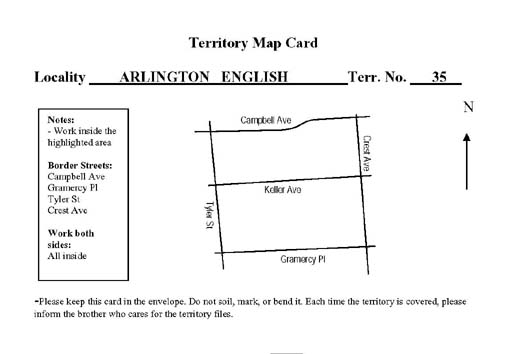 Territory Map Card
Locality ARLINGTON ENGLISH Terr. No. 35
N
Notes:
- Work inside the
highlighted area
Border Streets:
Campbell Ave
Gramercy Pl
Tyler St
Crest Ave
Work both
sides:
All inside
Campbell Ave
Crest Ave
Keller Ave
Tyler St
Gramercy Pl
-Please keep this card in the envelope. Do not soil, mark, or bend it. Each time the territory is covered, please
inform the brother who cares for the territory files.